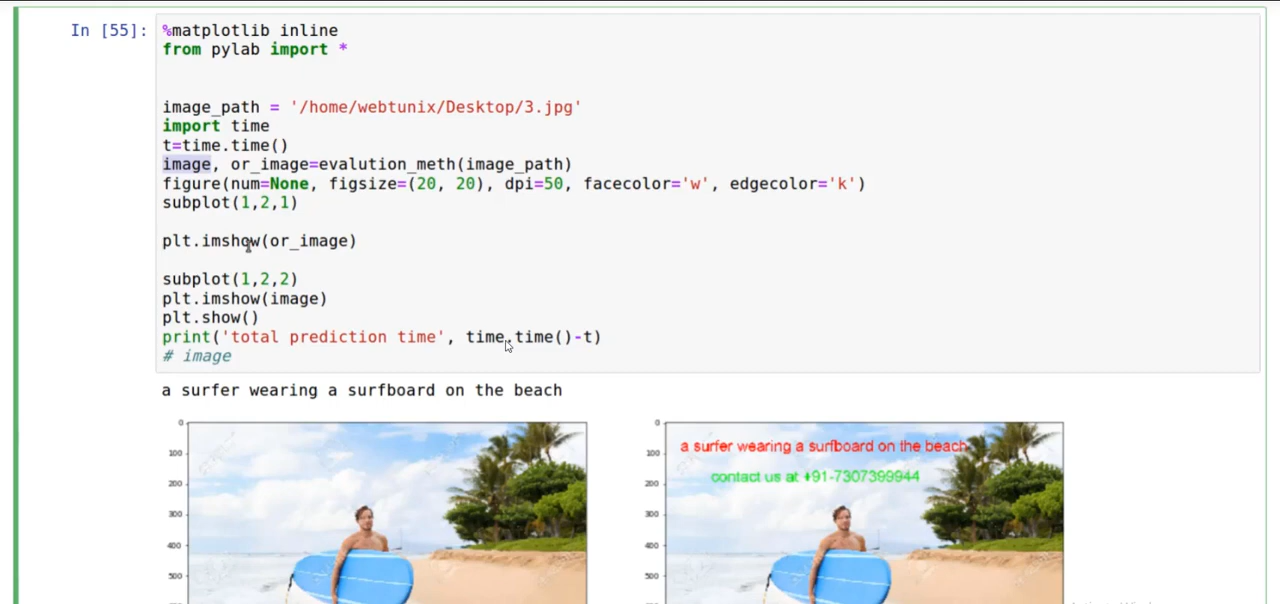 In [55]:
%matplotlib inline
from pylab import *
image_path = '/home/webtunix/Desktop/3.jpg'
import time
t=time.time()
image, or_image=evalution_meth(image_path)
figure(num=None, figsize=(20, 20), dpi=50, facecolor='w', edgecolor='k')
subplot(1,2,1)
plt.imshow(or_image)
subplot(1,2,2)
plt.imshow(image)
plt.show()
print('total prediction time', time.time()-t)
# image
a surfer wearing a surfboard on the beach
0
100
200
300
400
500
0
100
200
300
400
500
a surfer wearing a surfboard on the beach
contact us at +91-7307399944